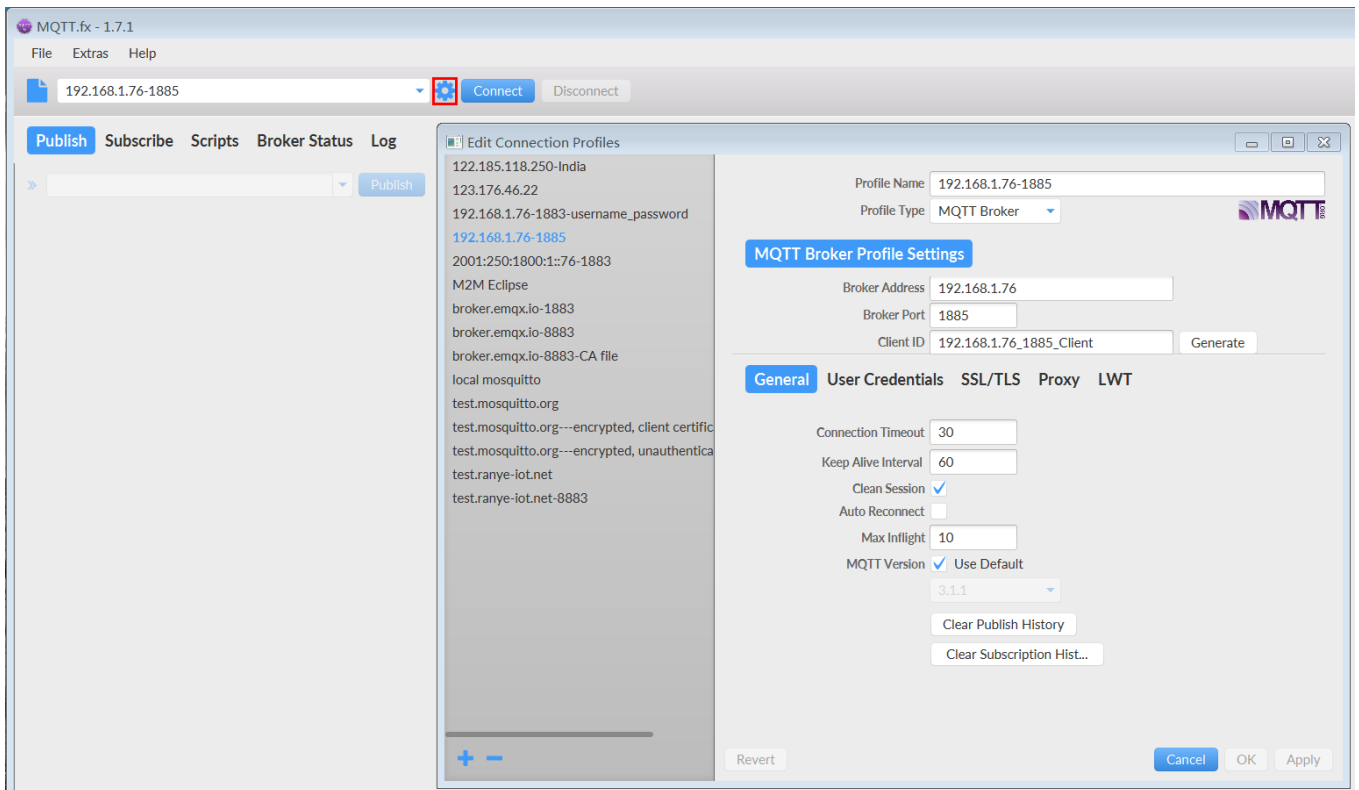 MQTT.fx - 1.7.1
File Extras Help
192.168.1.76-1885 Connect Disconnect
Publish Subscribe Scripts Broker Status Log
Publish
Edit Connection Profiles
122.185.118.250-India
123.176.46.22
192.168.1.76-1883-username_password
192.168.1.76-1885
2001:250:1800:1::76-1883
M2M Eclipse
broker.emqx.io-1883
broker.emqx.io-8883
broker.emqx.io-8883-CA file
local mosquitto
test.mosquitto.org
test.mosquitto.org---encrypted, client certific
test.mosquitto.org---encrypted, unauthentica
test.ranye-iot.net
test.ranye-iot.net-8883
Profile Name 192.168.1.76-1885
Profile Type MQTT Broker
MQTT
MQTT Broker Profile Settings
Broker Address 192.168.1.76
Broker Port 1885
Client ID 192.168.1.76_1885_Client Generate
General User Credentials SSL/TLS Proxy LWT
Connection Timeout 30
Keep Alive Interval 60
Clean Session
Auto Reconnect
Max Inflight 10
MQTT Version Use Default
3.1.1
Clear Publish History
Clear Subscription Hist...
Revert Cancel OK Apply